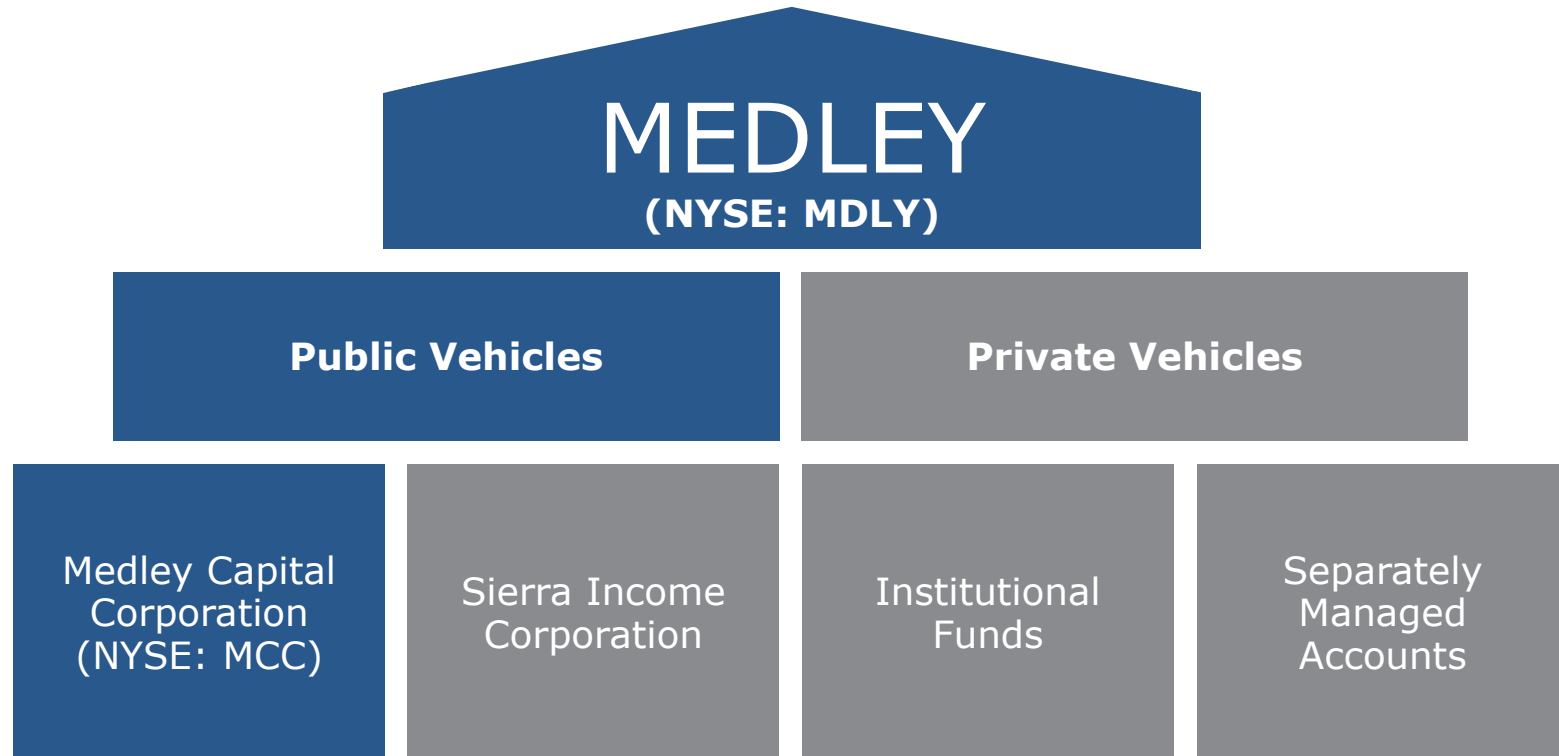 MEDLEY
(NYSE: MDLY)
Public Vehicles
Private Vehicles
Medley Capital
Corporation
(NYSE: MCC)
Sierra Income
Corporation
Institutional
Funds
Separately
Managed
Accounts